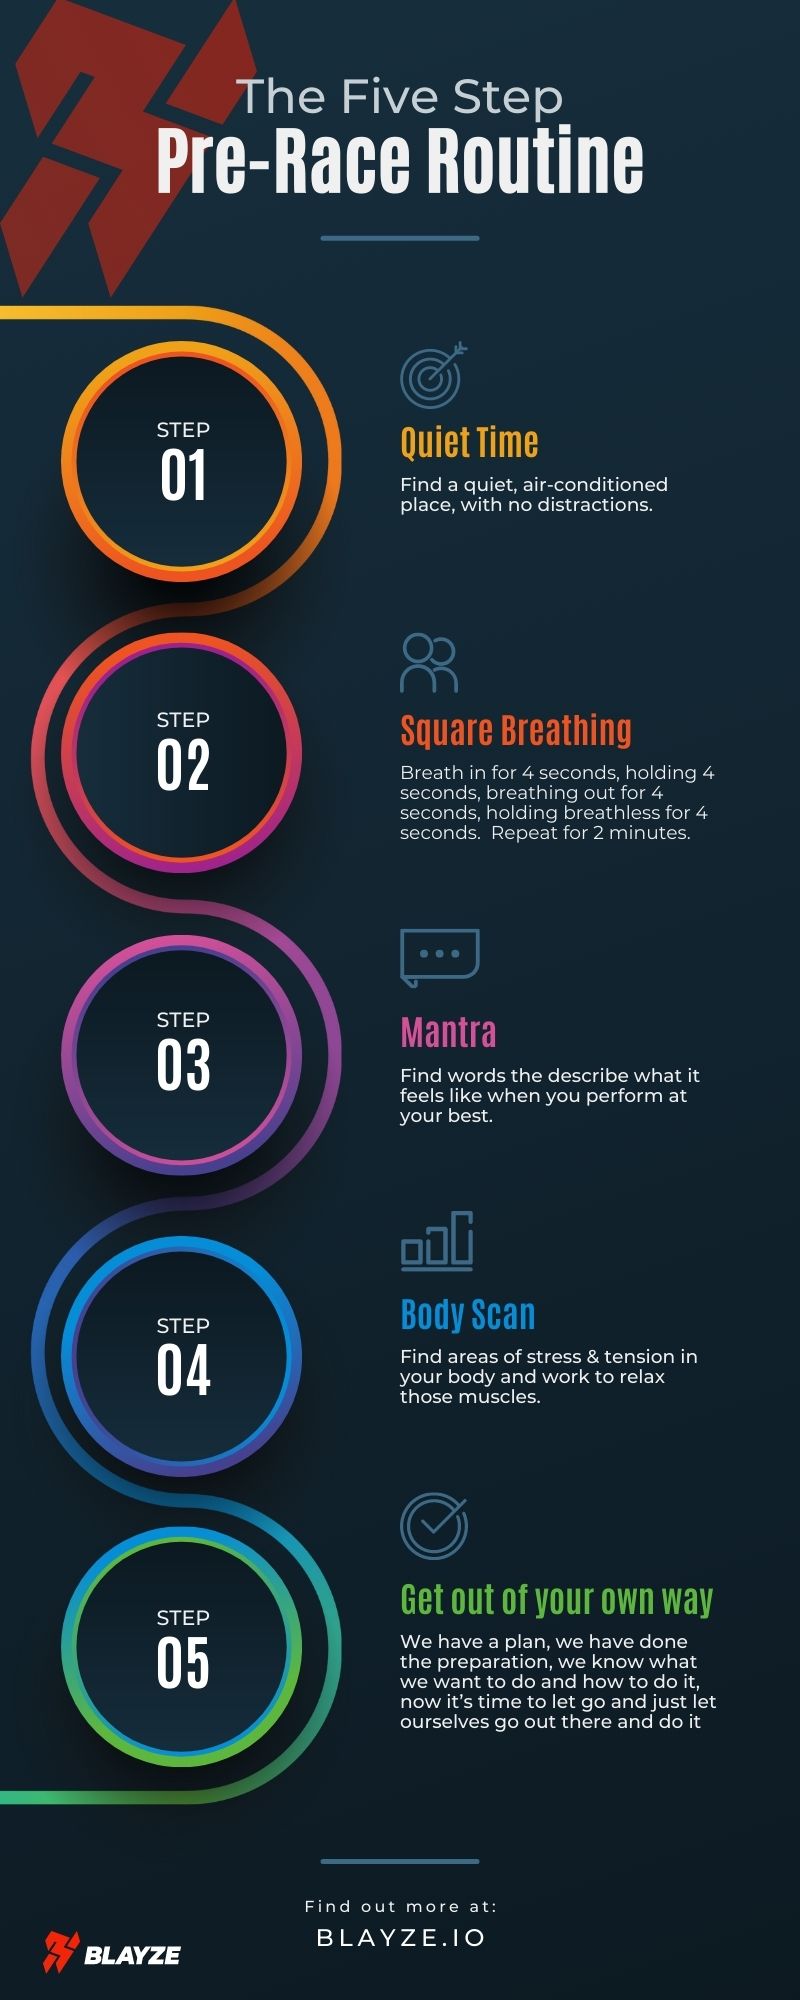 The Five Step
Pre-Race Routine
STEP
01
Quiet Time
Find a quiet, air-conditioned
place, with no distractions.
STEP
02
Square Breathing
Breath in for 4 seconds, holding 4
seconds, breathing out for 4
seconds, holding breathless for 4
seconds.  Repeat for 2 minutes.
STEP
03
Mantra
Find words the describe what it
feels like when you perform at
your best.
STEP
04
Body Scan
Find areas of stress & tension in
your body and work to relax
those muscles.
STEP
05
Get out of your own way
We have a plan, we have done
the preparation, we know what
we want to do and how to do it,
now it's time to let go and just let
ourselves go out there and do it
Find out more at:
BLAYZE.IO
BLAYZE